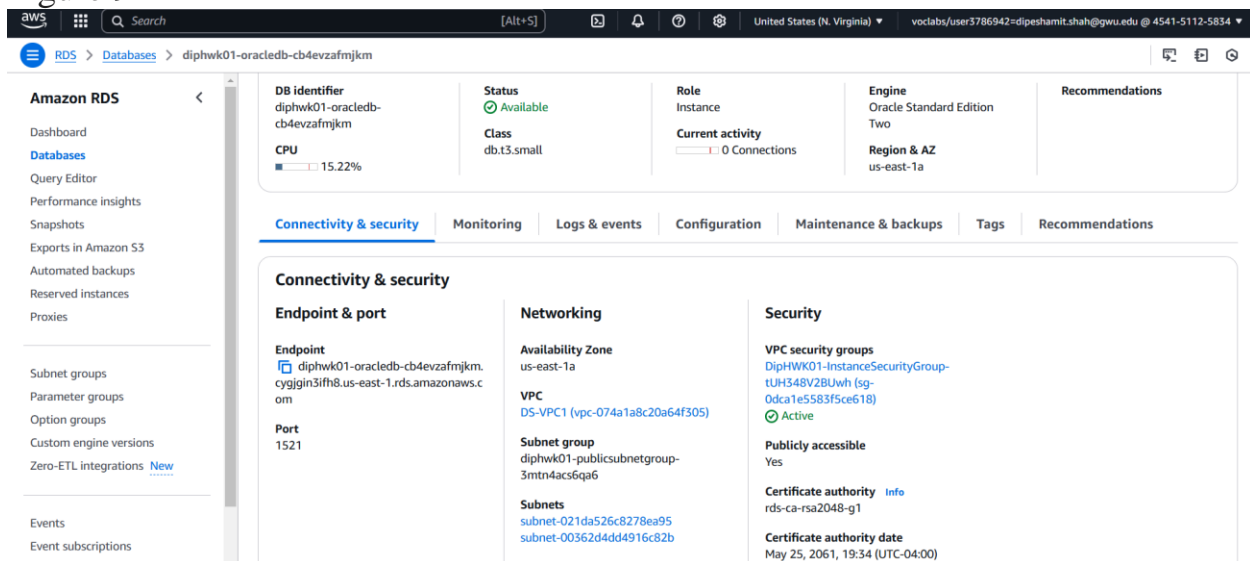 aws
Search
[Alt+S]
United States (N. Virginia) ▼
voclabs/user3786942=dipeshamit.shah@gwu.edu @ 4541-5112-5834 ▼
RDS > Databases > diphwk01-oracledb-cb4evzafmjkm
Amazon RDS
Dashboard
Databases
Query Editor
Performance insights
Snapshots
Exports in Amazon S3
Automated backups
Reserved instances
Proxies
Subnet groups
Parameter groups
Option groups
Custom engine versions
Zero-ETL integrations New
Events
Event subscriptions
DB identifier
diphwk01-oracledb-
cb4evzafmjkm
CPU
15.22%
Status
Available
Class
db.t3.small
Role
Instance
Current activity
0 Connections
Engine
Oracle Standard Edition
Two
Region & AZ
us-east-1a
Recommendations
Connectivity & security
Monitoring
Logs & events
Configuration
Maintenance & backups
Tags
Recommendations
Connectivity & security
Endpoint & port
Endpoint
diphwk01-oracledb-cb4evzafmjkm.
cygjgin3ifh8.us-east-1.rds.amazonaws.c
om
Port
1521
Networking
Availability Zone
us-east-1a
VPC
DS-VPC1 (vpc-074a1a8c20a64f305)
Subnet group
diphwk01-publicsubnetgroup-
3mtn4acs6qa6
Subnets
subnet-021da526c8278ea95
subnet-00362d4dd4916c82b
Security
VPC security groups
DipHWK01-InstanceSecurityGroup-
tUH348V2BUwh (sg-
0dca1e5583f5ce618)
Active
Publicly accessible
Yes
Certificate authority Info
rds-ca-rsa2048-g1
Certificate authority date
May 25, 2061, 19:34 (UTC-04:00)